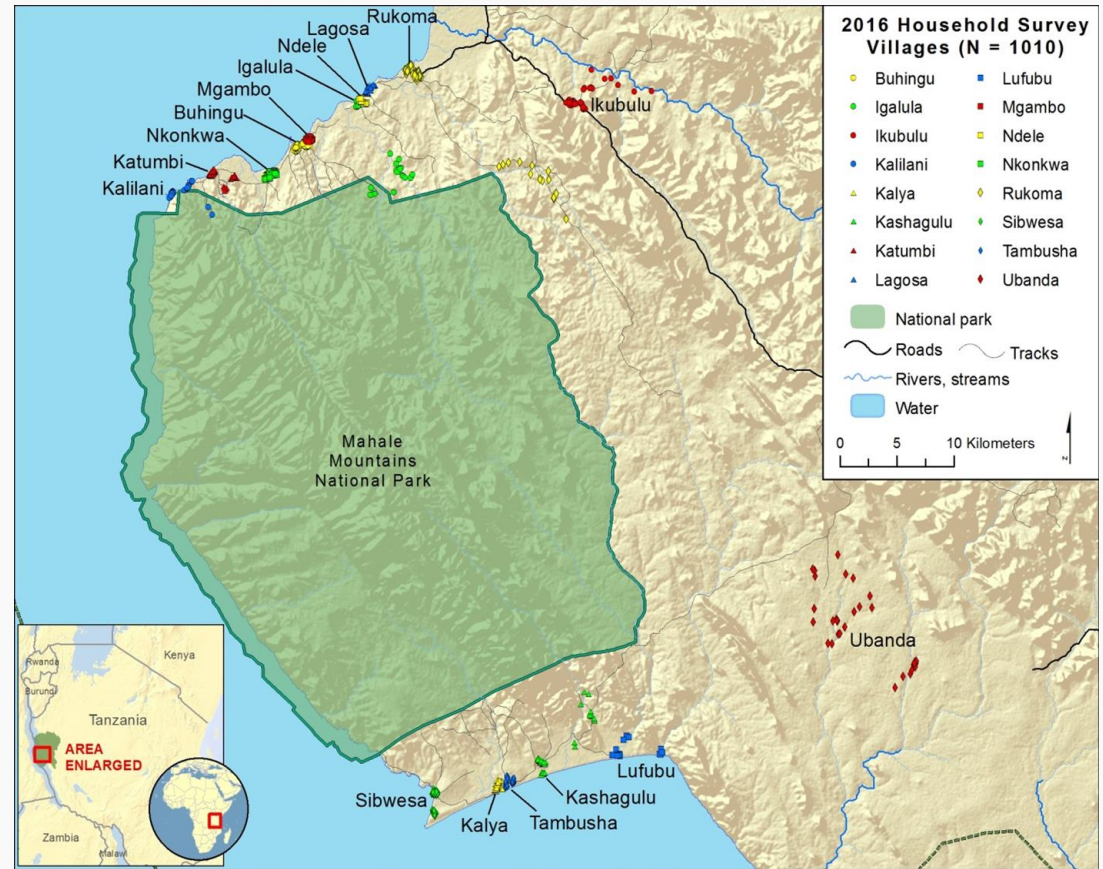 2016 Household Survey
Villages (N = 1010)
Buhingu
Igalula
Ikubulu
Kalilani
Kalya
Kashagulu
Katumbi
Lagosa
Lufubu
Mgambo
Ndele
Nkonkwa
Rukoma
Sibwesa
Tambusha
Ubanda
National park
Roads
Tracks
Rivers, streams
Water
0 5 10 Kilometers
z
Rukoma
Lagosa
Ndele
Igalula
Mgambo
Buhingu
Nkonkwa
Katumbi
Kalilani
Ikubulu
Mahale
Mountains
National Park
Ubanda
Lufubu
Kashagulu
Tambusha
Kalya
Sibwesa
Rwanda
Burundi
Kenya
Tanzania
AREA
ENLARGED
Zambia
Malawi